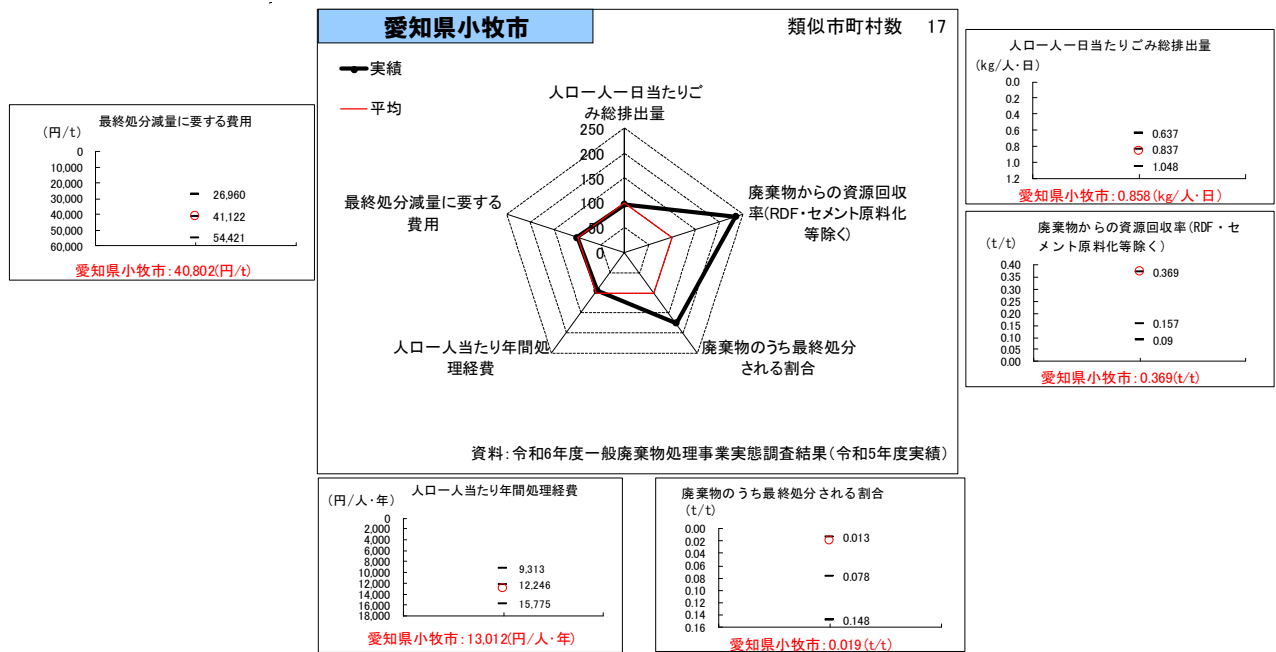 愛知県小牧市
類似市町村数 17
実績
平均
人口一人一日当たりご
み総排出量
250
200
150
100
50
0
廃棄物からの資源回収
率(RDF・セメント原料化
等除く)
廃棄物のうち最終処分
される割合
人口一人当たり年間処
理経費
最終処分減量に要する
費用
資料:令和6年度一般廃棄物処理事業実態調査結果(令和5年度実績)
最終処分減量に要する費用
(円/t)
0
10,000
20,000
30,000
40,000
50,000
60,000
26,960
41,122
54,421
愛知県小牧市:40,802(円/t)
人口一人一日当たりごみ総排出量
(kg/人・日)
0.0
0.2
0.4
0.6
0.8
1.0
1.2
0.637
0.837
1.048
愛知県小牧市:0.858(kg/人・日)
廃棄物からの資源回収率(RDF・セ
メント原料化等除く)
(t/t)
0.40
0.35
0.30
0.25
0.20
0.15
0.10
0.05
0.00
0.369
0.157
0.09
愛知県小牧市:0.369(t/t)
人口一人当たり年間処理経費
(円/人・年)
0
2,000
4,000
6,000
8,000
10,000
12,000
14,000
16,000
18,000
9,313
12,246
15,775
愛知県小牧市:13,012(円/人・年)
廃棄物のうち最終処分される割合
(t/t)
0.00
0.02
0.04
0.06
0.08
0.10
0.12
0.14
0.16
0.013
0.078
0.148
愛知県小牧市:0.019(t/t)